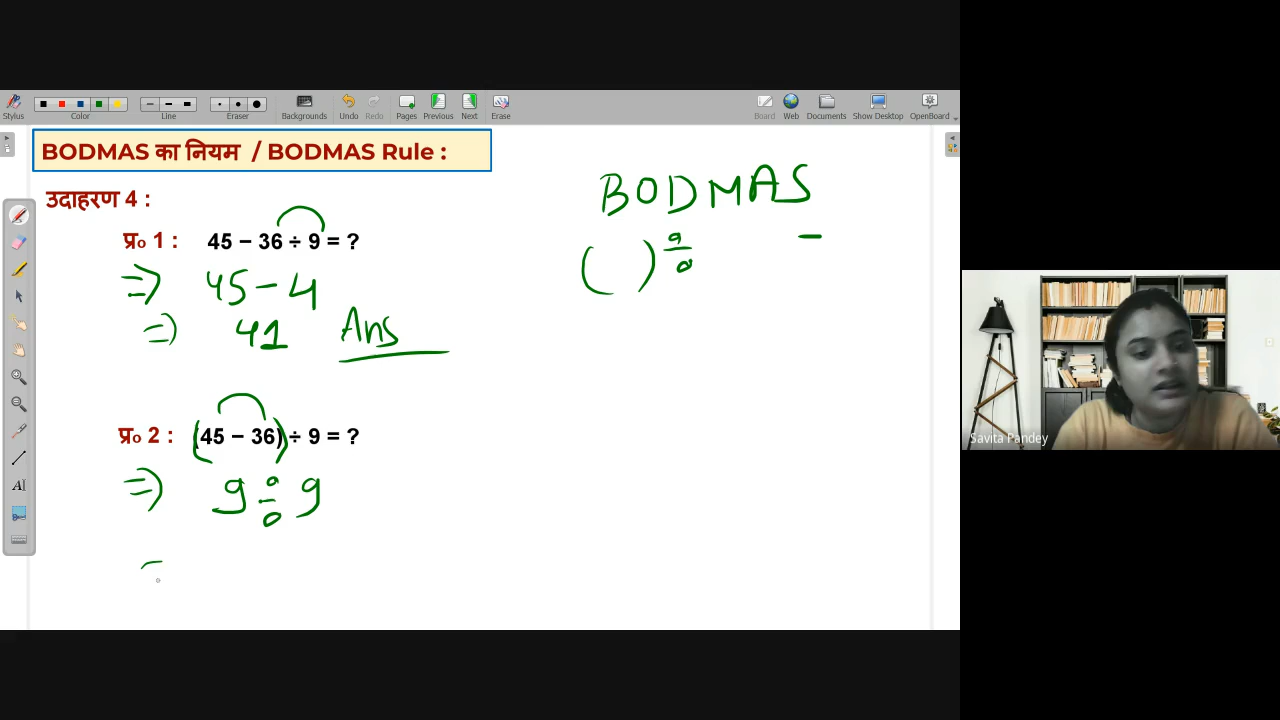 Stylus
Color
Line
Eraser
Backgrounds
Undo
Redo
Pages
Previous
Next
Erase
Board
Web
Documents
Show Desktop
OpenBoard
BODMAS का नियम / BODMAS Rule :
उदाहरण 4 :
BODMAS
प्र० 1 : 45 – 36 ÷ 9 = ?
( ) ÷ –
=> 45 – 4
=> 41 Ans
प्र० 2 : (45 – 36) ÷ 9 = ?
=> 9 ÷ 9
Savita Pandey